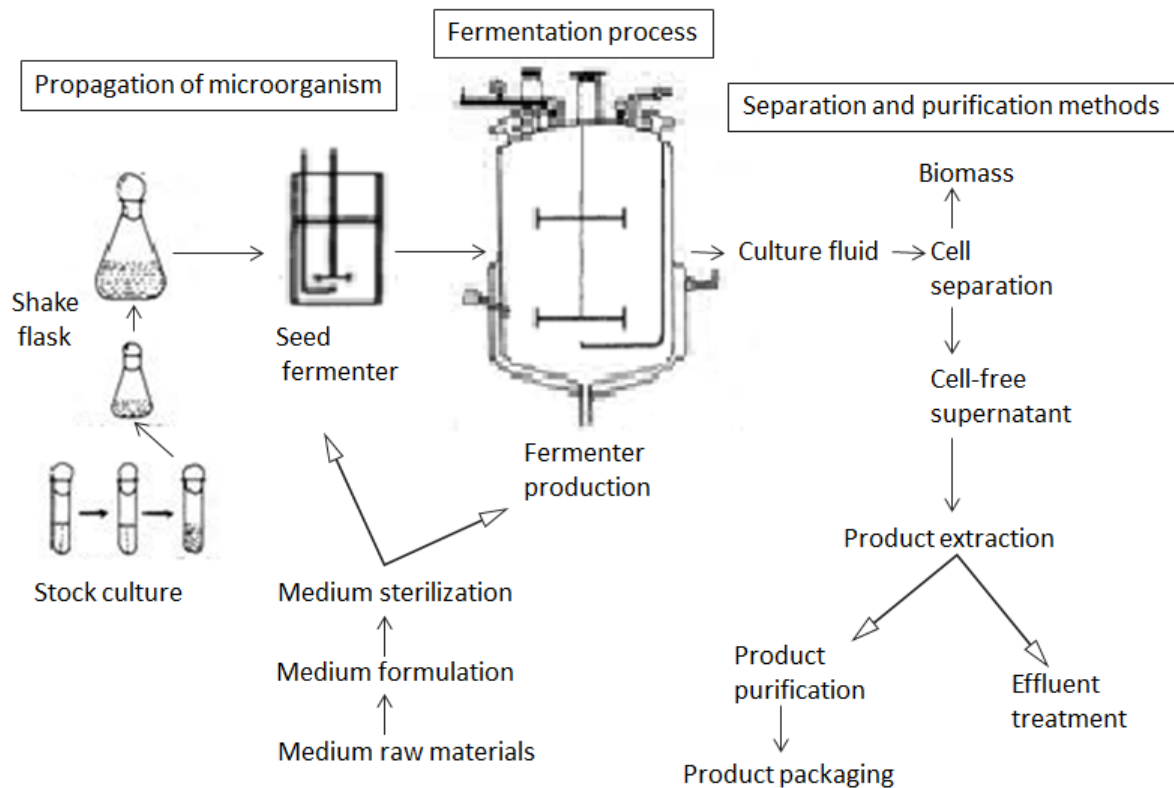 Fermentation process
Propagation of microorganism
Separation and purification methods
Biomass
Culture fluid
Cell
separation
Shake
flask
Seed
fermenter
Cell-free
supernatant
Fermenter
production
Product extraction
Stock culture
Medium sterilization
Medium formulation
Medium raw materials
Product
purification
Effluent
treatment
Product packaging